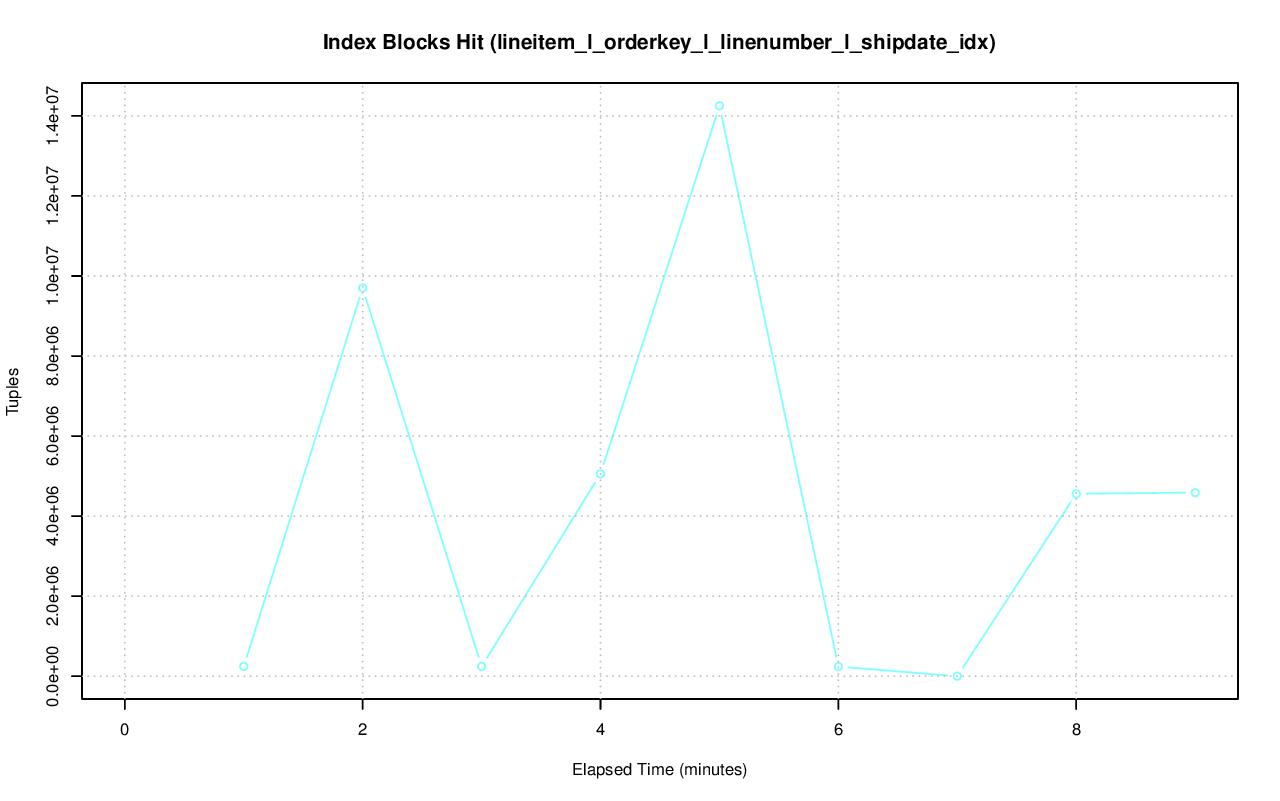 Index Blocks Hit (lineitem_l_orderkey_l_linenumber_l_shipdate_idx)
Tuples
1.4e+07
1.2e+07
1.0e+07
8.0e+06
6.0e+06
4.0e+06
2.0e+06
0.0e+00
0 2 4 6 8
Elapsed Time (minutes)